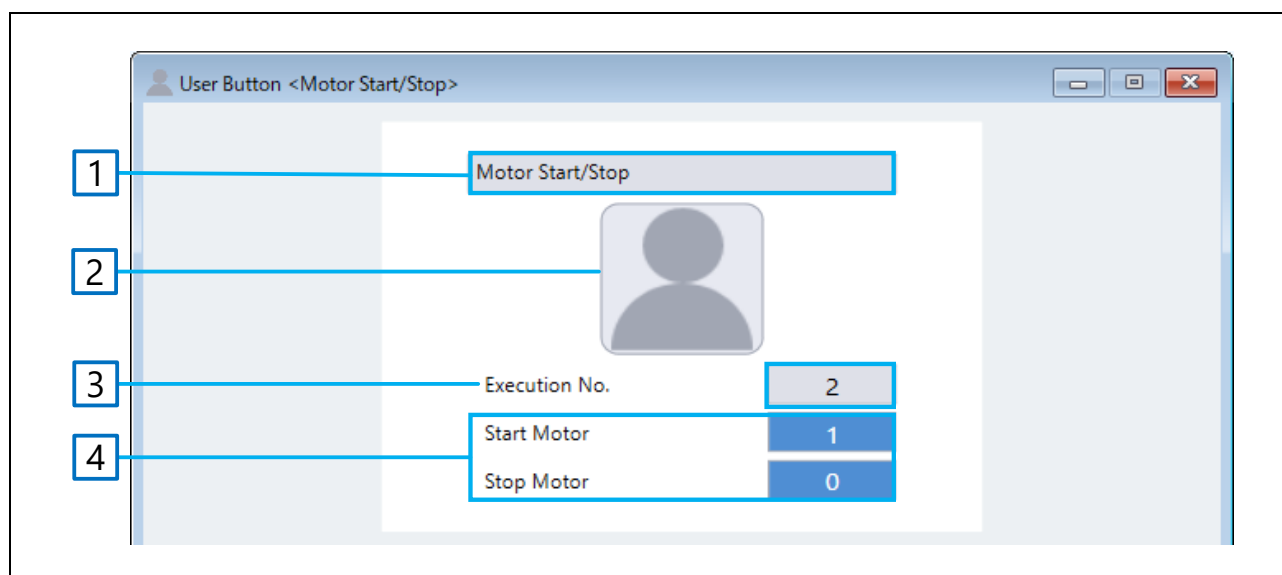 User Button <Motor Start/Stop>
1 Motor Start/Stop
2
3 Execution No. 2
4
Start Motor 1
Stop Motor 0